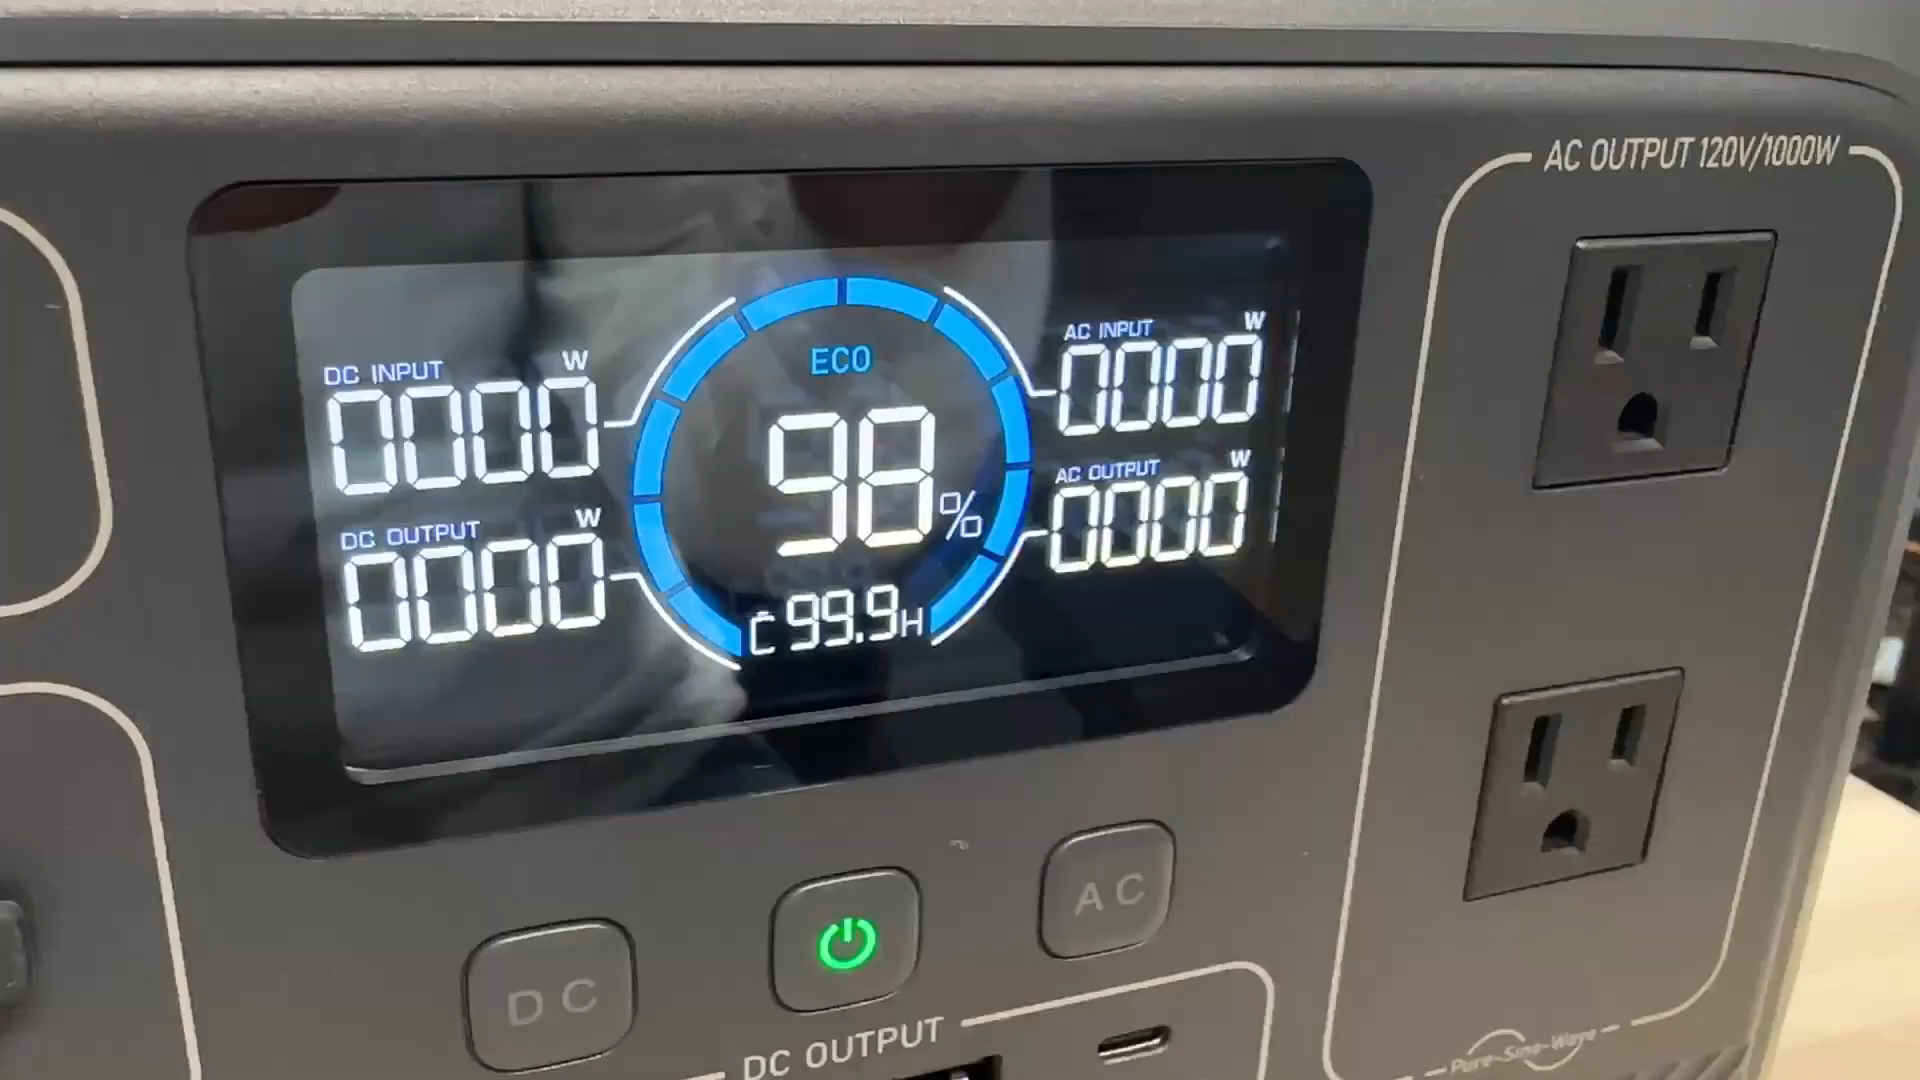 AC OUTPUT 120V/1000W
DC INPUT W
0000
DC OUTPUT W
0000
ECO
98%
C 99.9H
AC INPUT W
0000
AC OUTPUT W
0000
DC
AC
DC OUTPUT
Pure-Sine-Wave